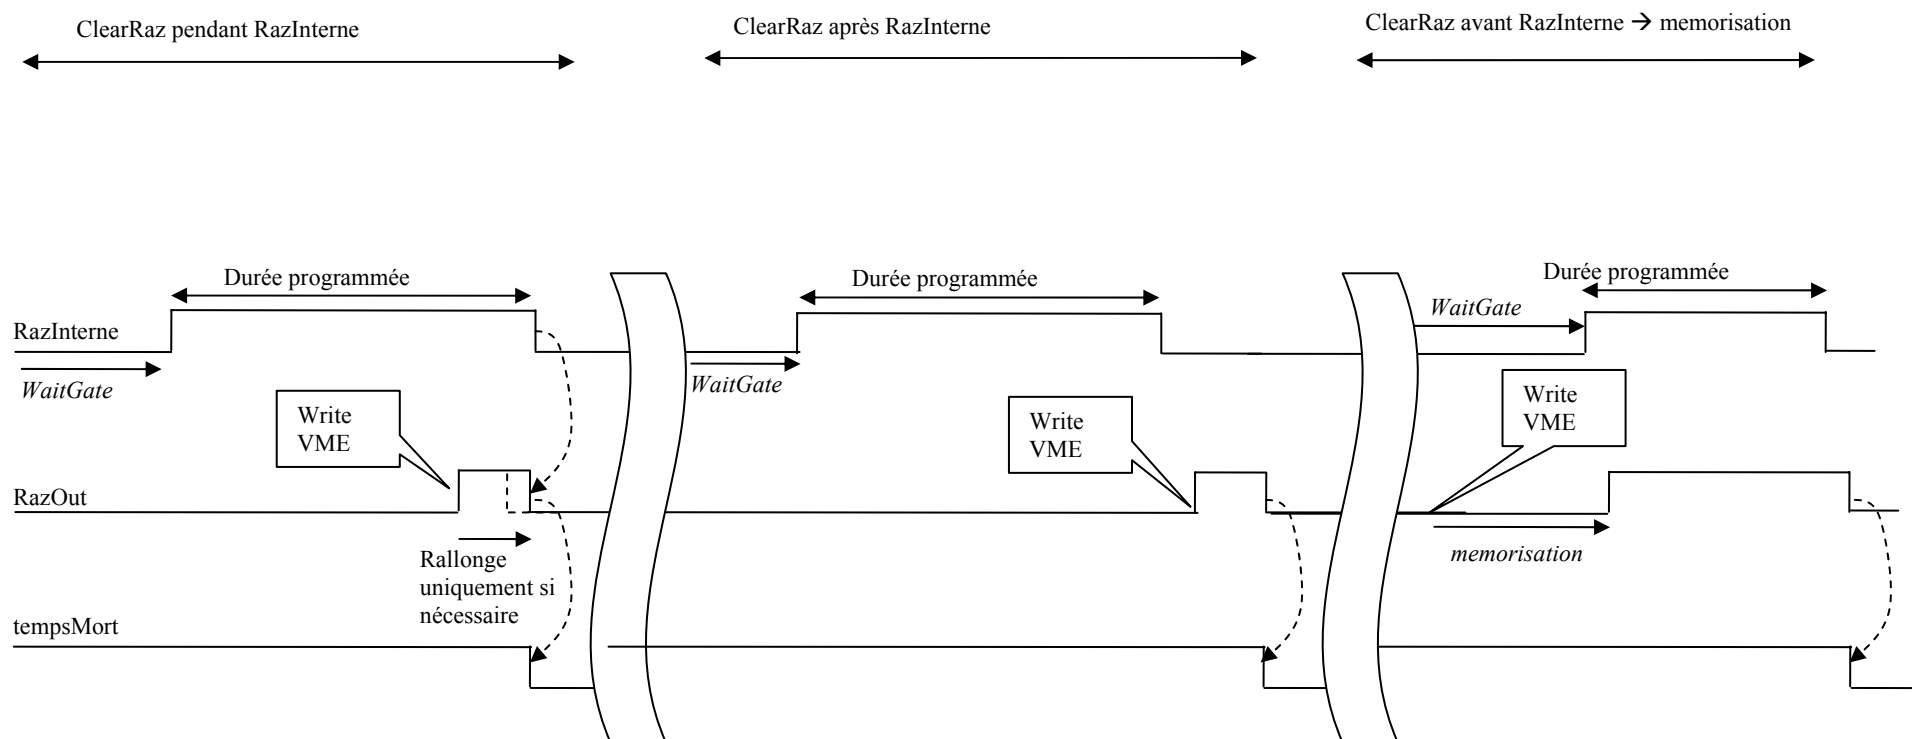 ClearRaz pendant RazInterne
ClearRaz après RazInterne
ClearRaz avant RazInterne → memorisation
Durée programmée
Durée programmée
Durée programmée
RazInterne
WaitGate
WaitGate
WaitGate
Write
VME
Write
VME
Write
VME
RazOut
Rallonge
uniquement si
nécessaire
memorisation
tempsMort